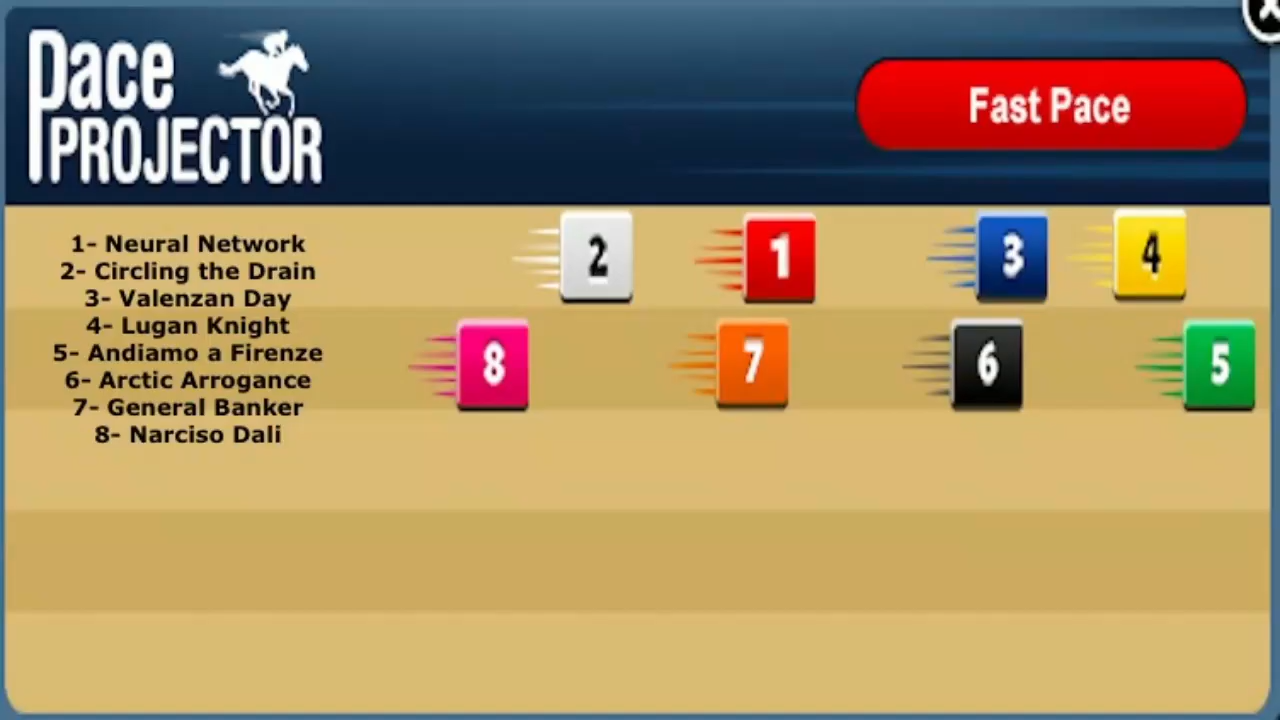 Pace
PROJECTOR
Fast Pace
1- Neural Network
2- Circling the Drain
3- Valenzan Day
4- Lugan Knight
5- Andiamo a Firenze
6- Arctic Arrogance
7- General Banker
8- Narciso Dali
2 1 3 4
8 7 6 5